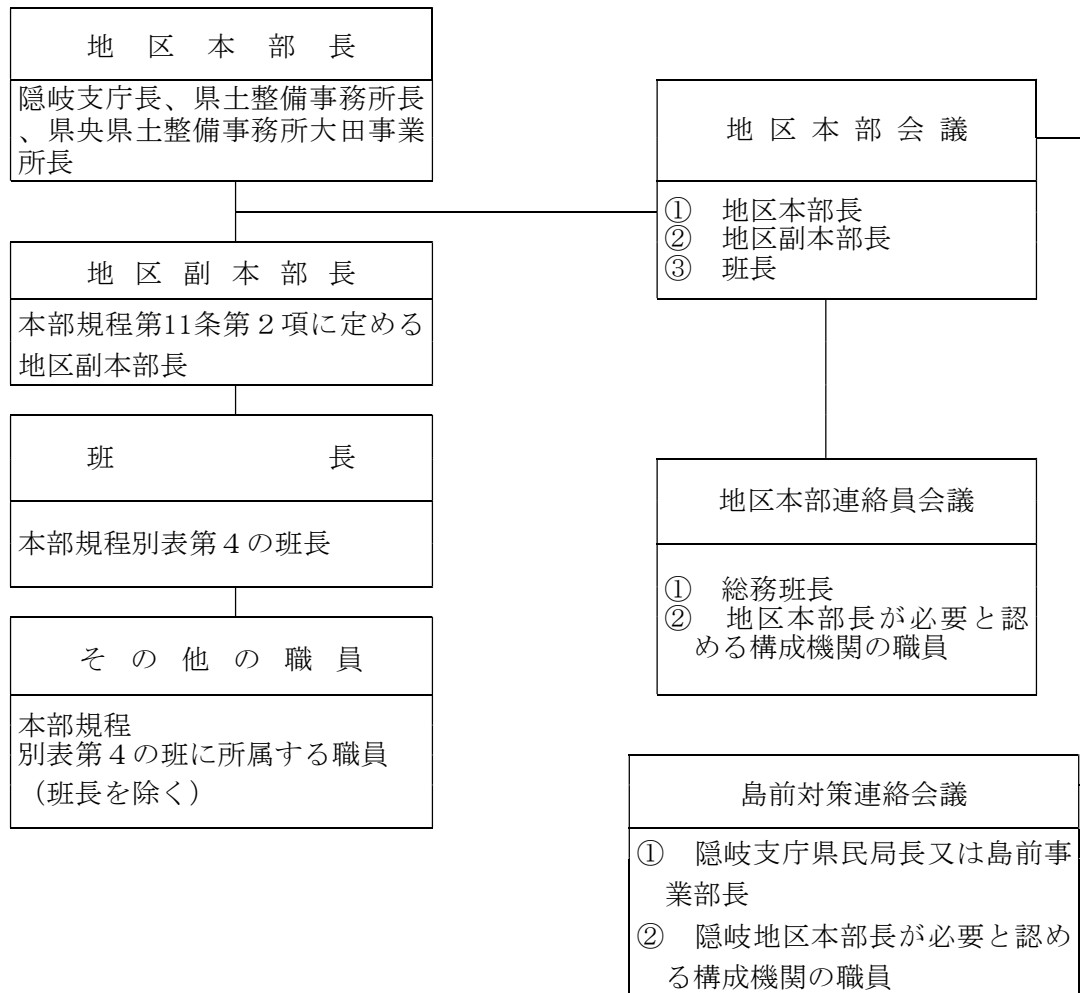 地区本部長
隠岐支庁長、県土整備事務所長
、県央県土整備事務所大田事業
所長
地区副本部長
本部規程第11条第２項に定める
地区副本部長
班長
本部規程別表第４の班長
その他の職員
本部規程
別表第４の班に所属する職員
（班長を除く）
地区本部会議
①　地区本部長
②　地区副本部長
③　班長
地区本部連絡員会議
①　総務班長
②　地区本部長が必要と認
める構成機関の職員
島前対策連絡会議
①　隠岐支庁県民局長又は島前事
業部長
②　隠岐地区本部長が必要と認め
る構成機関の職員